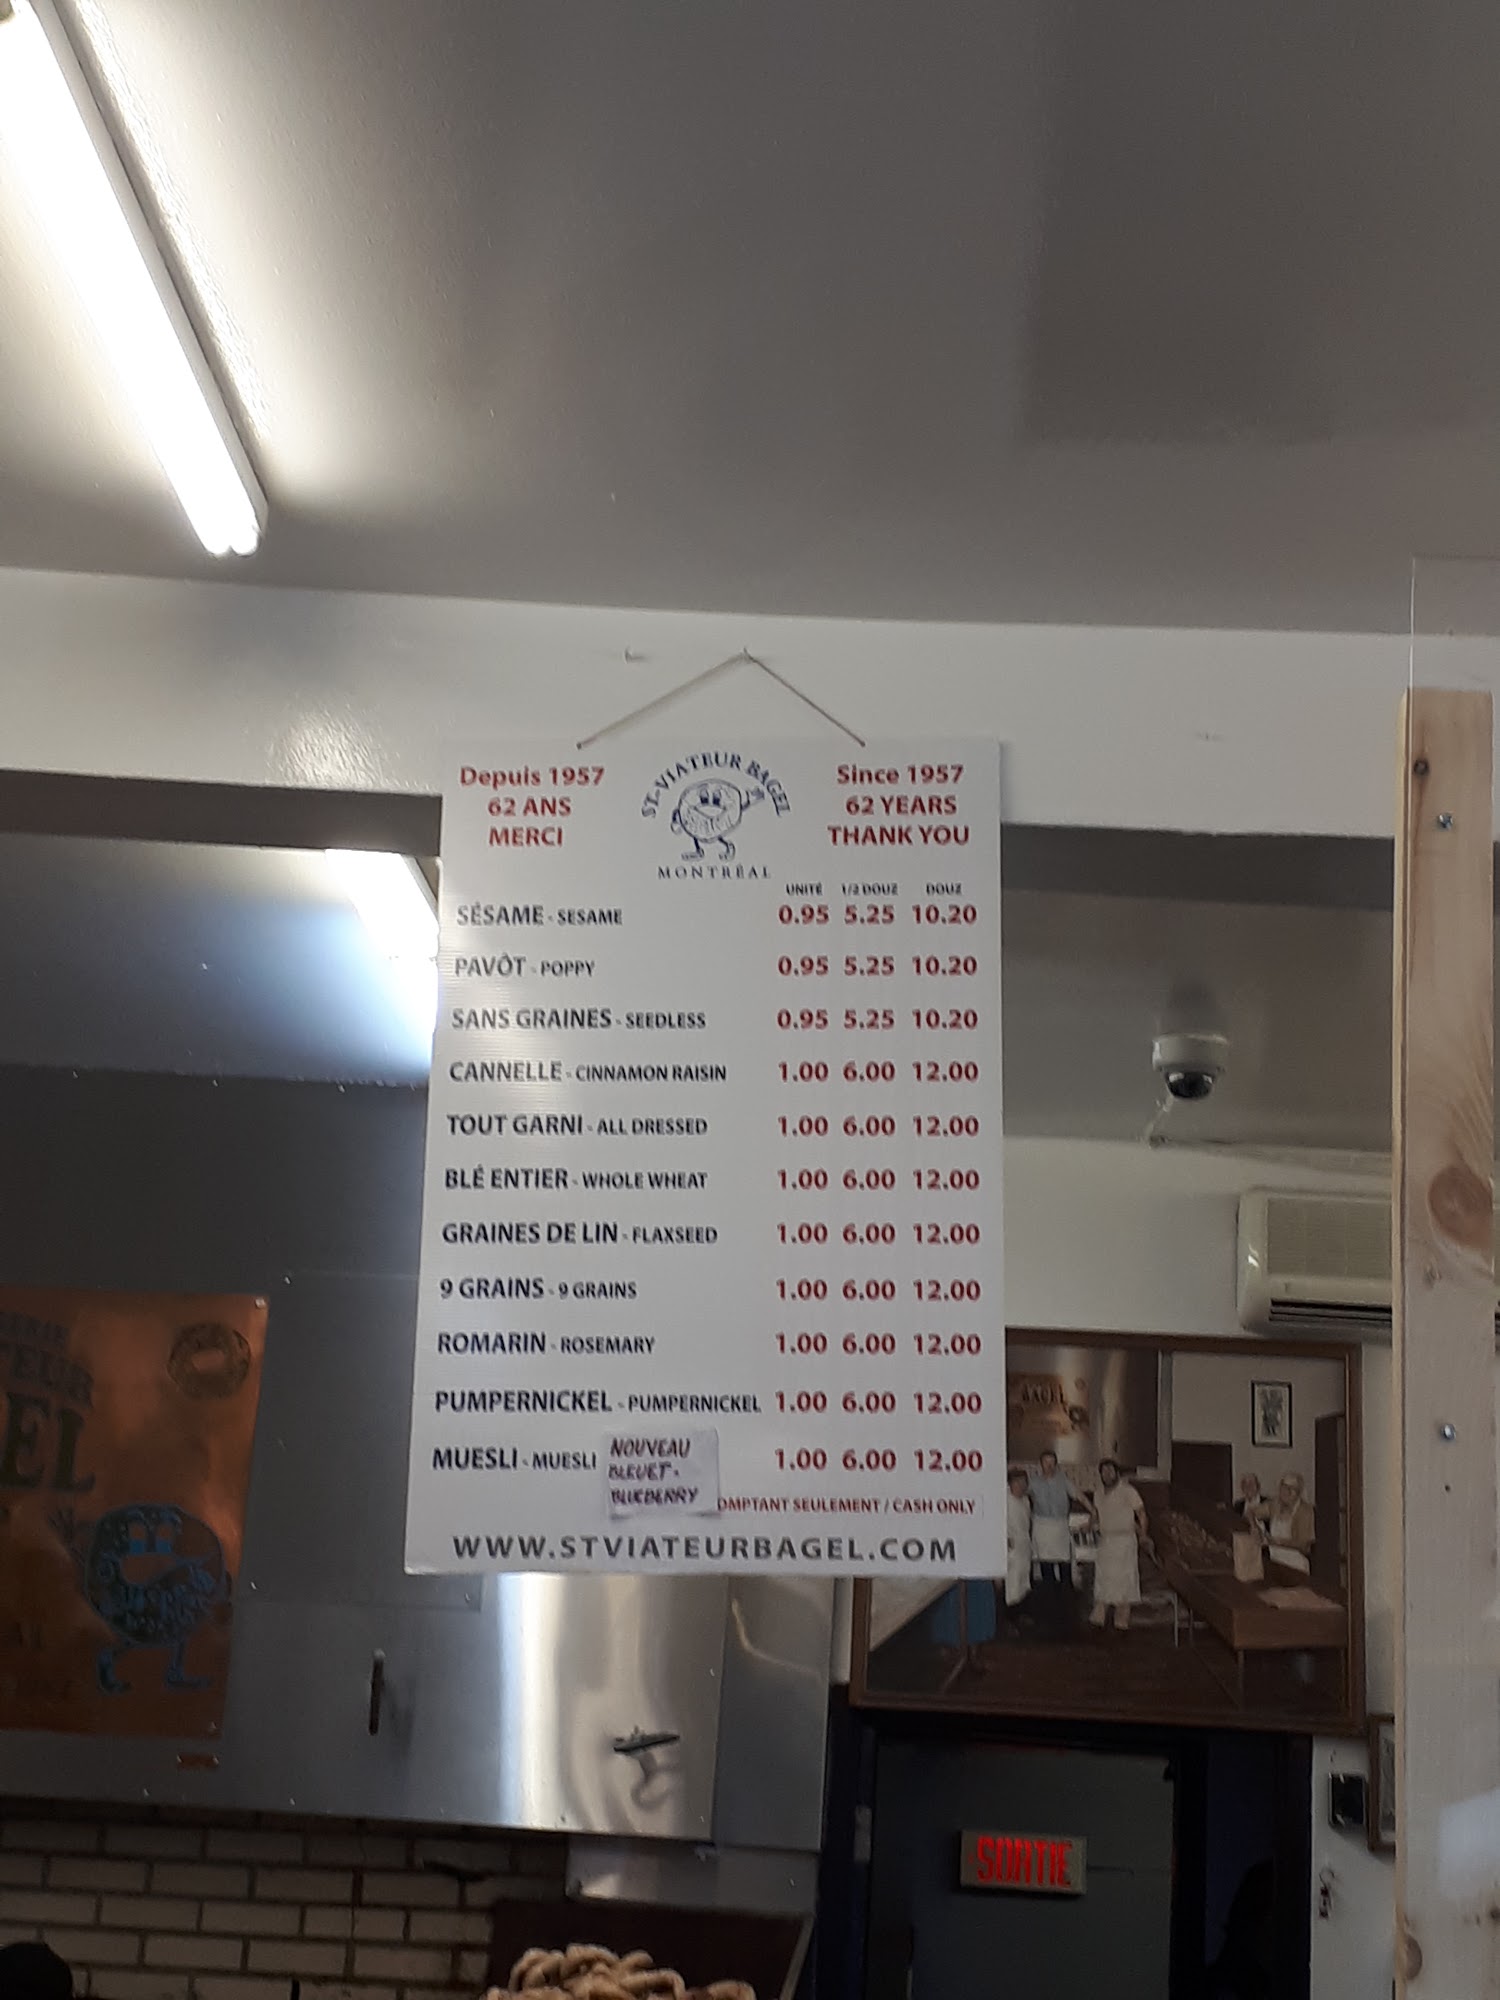 Depuis 1957
62 ANS
MERCI
ST-VIATEUR BAGEL
MONTRÉAL
Since 1957
62 YEARS
THANK YOU
UNITÉ 1/2 DOUZ DOUZ
SÉSAME - SESAME 0.95 5.25 10.20
PAVÔT - POPPY 0.95 5.25 10.20
SANS GRAINES - SEEDLESS 0.95 5.25 10.20
CANNELLE - CINNAMON RAISIN 1.00 6.00 12.00
TOUT GARNI - ALL DRESSED 1.00 6.00 12.00
BLÉ ENTIER - WHOLE WHEAT 1.00 6.00 12.00
GRAINES DE LIN - FLAXSEED 1.00 6.00 12.00
9 GRAINS - 9 GRAINS 1.00 6.00 12.00
ROMARIN - ROSEMARY 1.00 6.00 12.00
PUMPERNICKEL - PUMPERNICKEL 1.00 6.00 12.00
MUESLI - MUESLI 1.00 6.00 12.00
NOUVEAU
BLEUET -
BLUEBERRY
OMPTANT SEULEMENT / CASH ONLY
WWW.STVIATEURBAGEL.COM
BAGEL
SORTIE